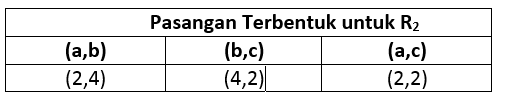 Pasangan Terbentuk untuk R₂
(a,b) (b,c) (a,c)
(2,4) (4,2) (2,2)